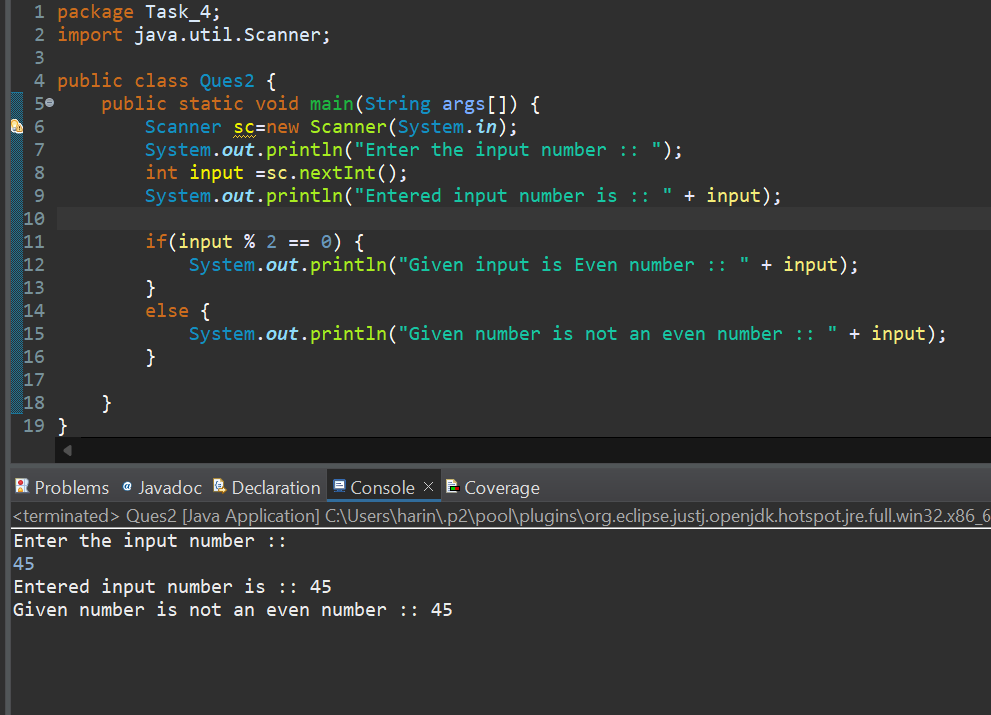 1 package Task_4;
2 import java.util.Scanner;
3
4 public class Ques2 {
5 public static void main(String args[]) {
6 Scanner sc=new Scanner(System.in);
7 System.out.println("Enter the input number :: ");
8 int input =sc.nextInt();
9 System.out.println("Entered input number is :: " + input);
10
11 if(input % 2 == 0) {
12 System.out.println("Given input is Even number :: " + input);
13 }
14 else {
15 System.out.println("Given number is not an even number :: " + input);
16 }
17
18 }
19 }
Problems Javadoc Declaration Console Coverage
<terminated> Ques2 [Java Application] C:\Users\harin\.p2\pool\plugins\org.eclipse.justj.openjdk.hotspot.jre.full.win32.x86_6
Enter the input number ::
45
Entered input number is :: 45
Given number is not an even number :: 45